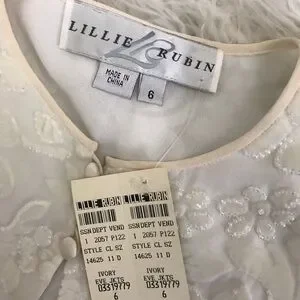 LILLIE RUBIN
MADE IN
CHINA
6
LILLIE RUBIN
SSN DEPT VEND
1 2057 P122
STYLE CL SZ
14625 11 D
IVORY
EVE JKTS
03319779
6
LILLIE RUBIN
SSN DEPT VEND
1 2057 P122
STYLE CL SZ
14625 11 D
IVORY
EVE JKTS
03319779
6